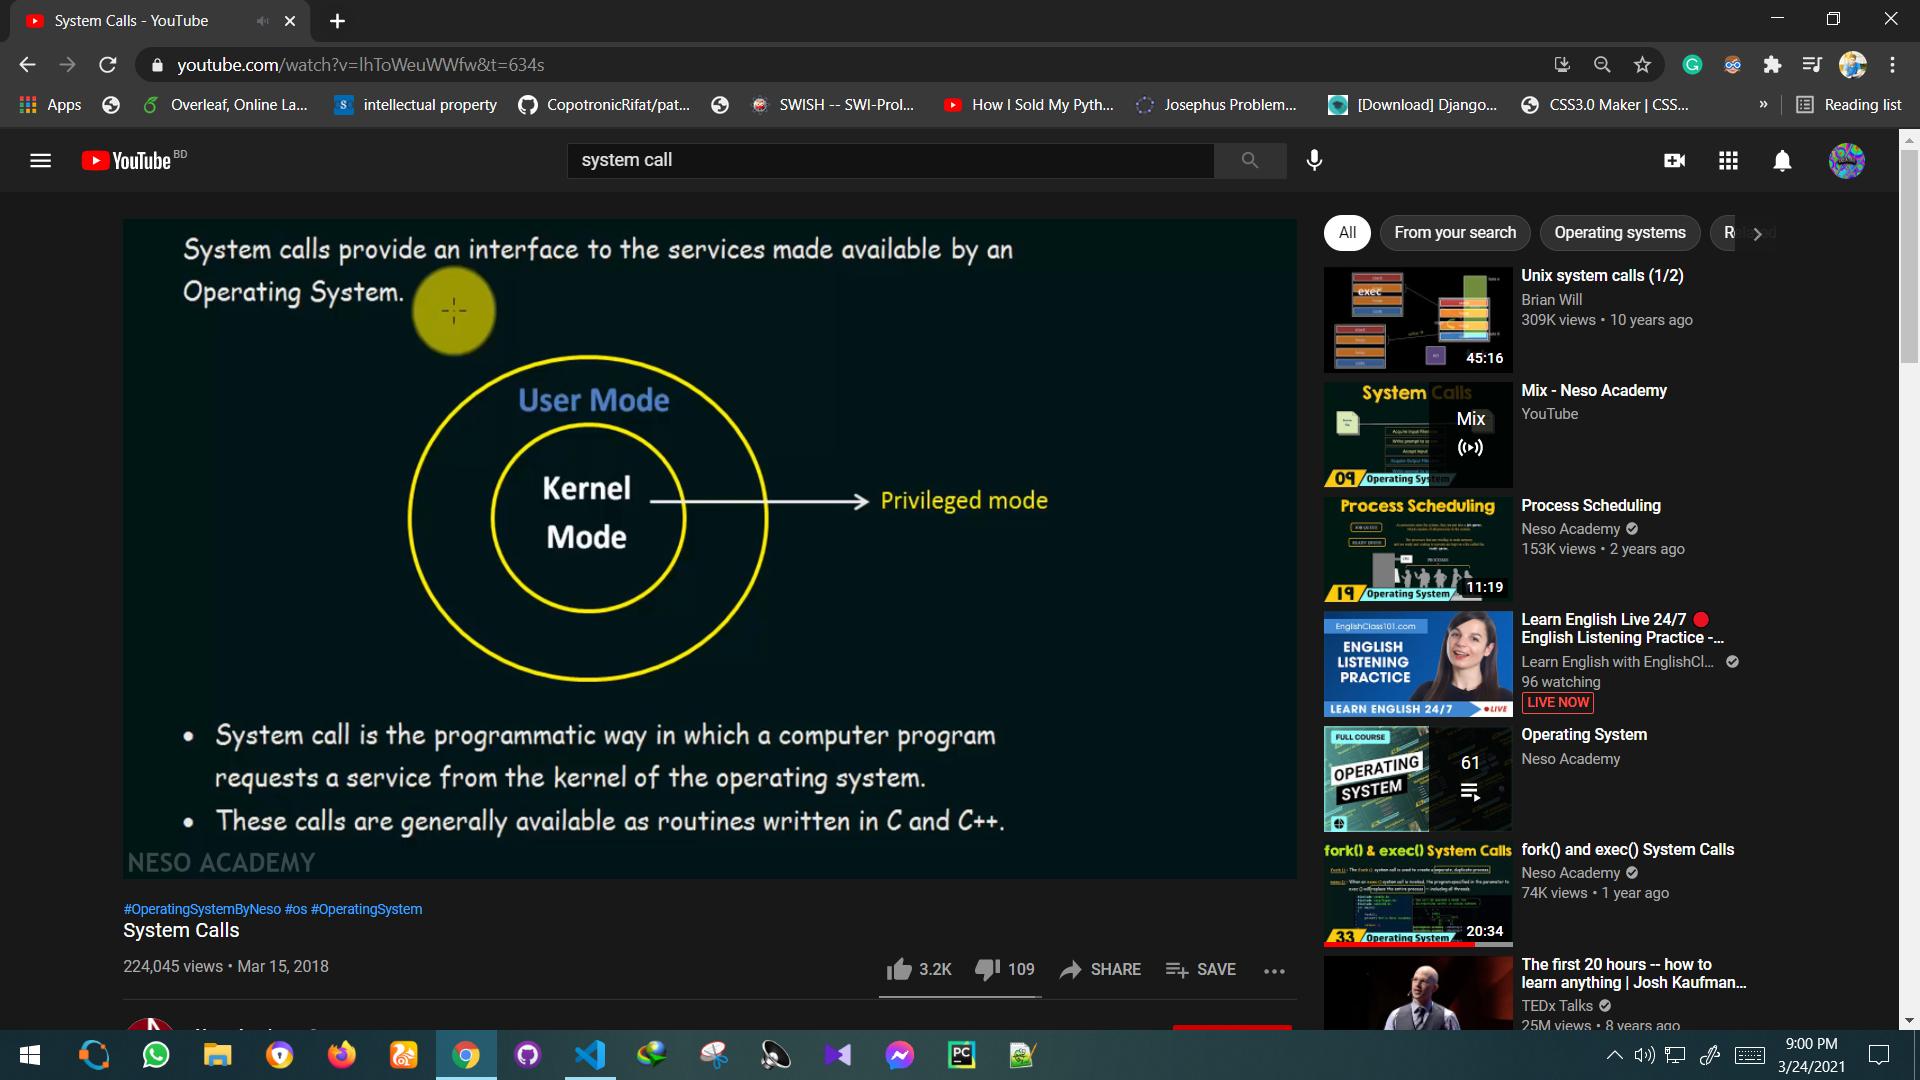 System Calls - YouTube
youtube.com/watch?v=lhToWeuWWfw&t=634s
Apps
Overleaf, Online La...
intellectual property
CopotronicRifat/pat...
SWISH -- SWI-Prol...
How I Sold My Pyth...
Josephus Problem...
[Download] Django...
CSS3.0 Maker | CSS...
»
Reading list
YouTube BD
system call
System calls provide an interface to the services made available by an
Operating System.
User Mode
Kernel
Mode
Privileged mode
• System call is the programmatic way in which a computer program
requests a service from the kernel of the operating system.
• These calls are generally available as routines written in C and C++.
NESO ACADEMY
#OperatingSystemByNeso #os #OperatingSystem
System Calls
224,045 views • Mar 15, 2018
3.2K
109
SHARE
SAVE
All
From your search
Operating systems
exec
45:16
Unix system calls (1/2)
Brian Will
309K views • 10 years ago
System Calls
Mix
09 Operating System
Mix - Neso Academy
YouTube
Process Scheduling
11:19
19 Operating System
Process Scheduling
Neso Academy
153K views • 2 years ago
EnglishClass101.com
ENGLISH
LISTENING
PRACTICE
LEARN ENGLISH 24/7
LIVE
Learn English Live 24/7
English Listening Practice -...
Learn English with EnglishCl...
96 watching
LIVE NOW
FULL COURSE
OPERATING
SYSTEM
61
Operating System
Neso Academy
fork() & exec() System Calls
33 Operating System
20:34
fork() and exec() System Calls
Neso Academy
74K views • 1 year ago
The first 20 hours -- how to
learn anything | Josh Kaufman...
TEDx Talks
25M views • 8 years ago
PC
9:00 PM
3/24/2021